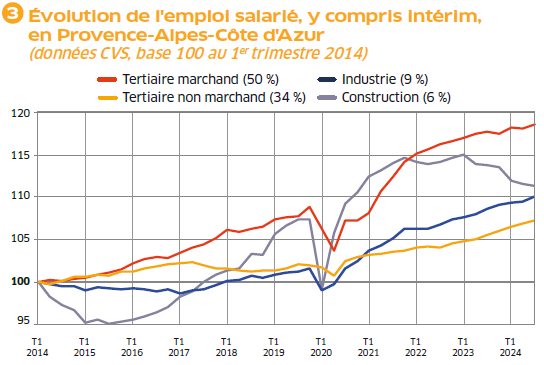 3 Évolution de l'emploi salarié, y compris intérim,
en Provence-Alpes-Côte d'Azur
(données CVS, base 100 au 1er trimestre 2014)
Tertiaire marchand (50 %) Industrie (9 %)
Tertiaire non marchand (34 %) Construction (6 %)
120
115
110
105
100
95
T1 T1 T1 T1 T1 T1 T1 T1 T1 T1 T1
2014 2015 2016 2017 2018 2019 2020 2021 2022 2023 2024